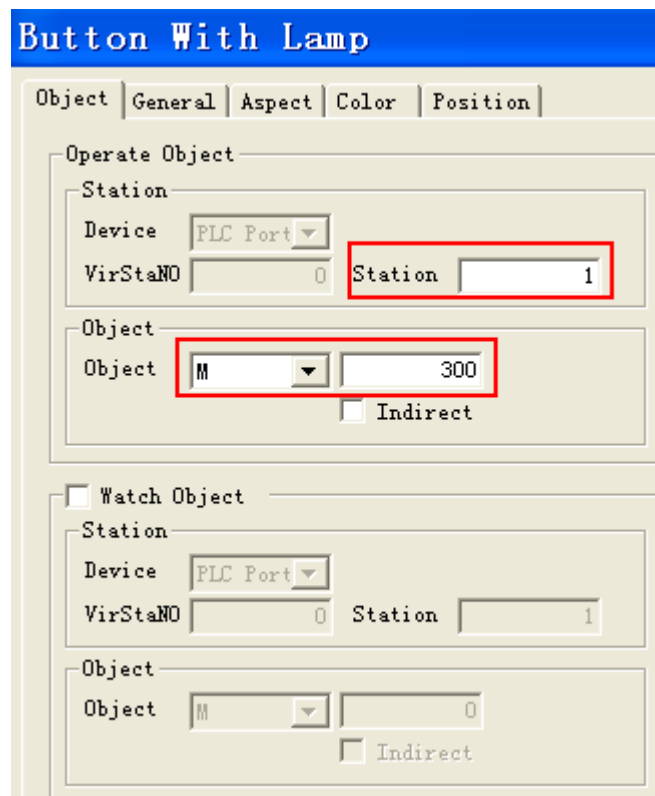 Button With Lamp
Object General Aspect Color Position
Operate Object
Station
Device PLC Port
VirStaNO 0 Station 1
Object
Object M 300
Indirect
Watch Object
Station
Device PLC Port
VirStaNO 0 Station 1
Object
Object M 0
Indirect